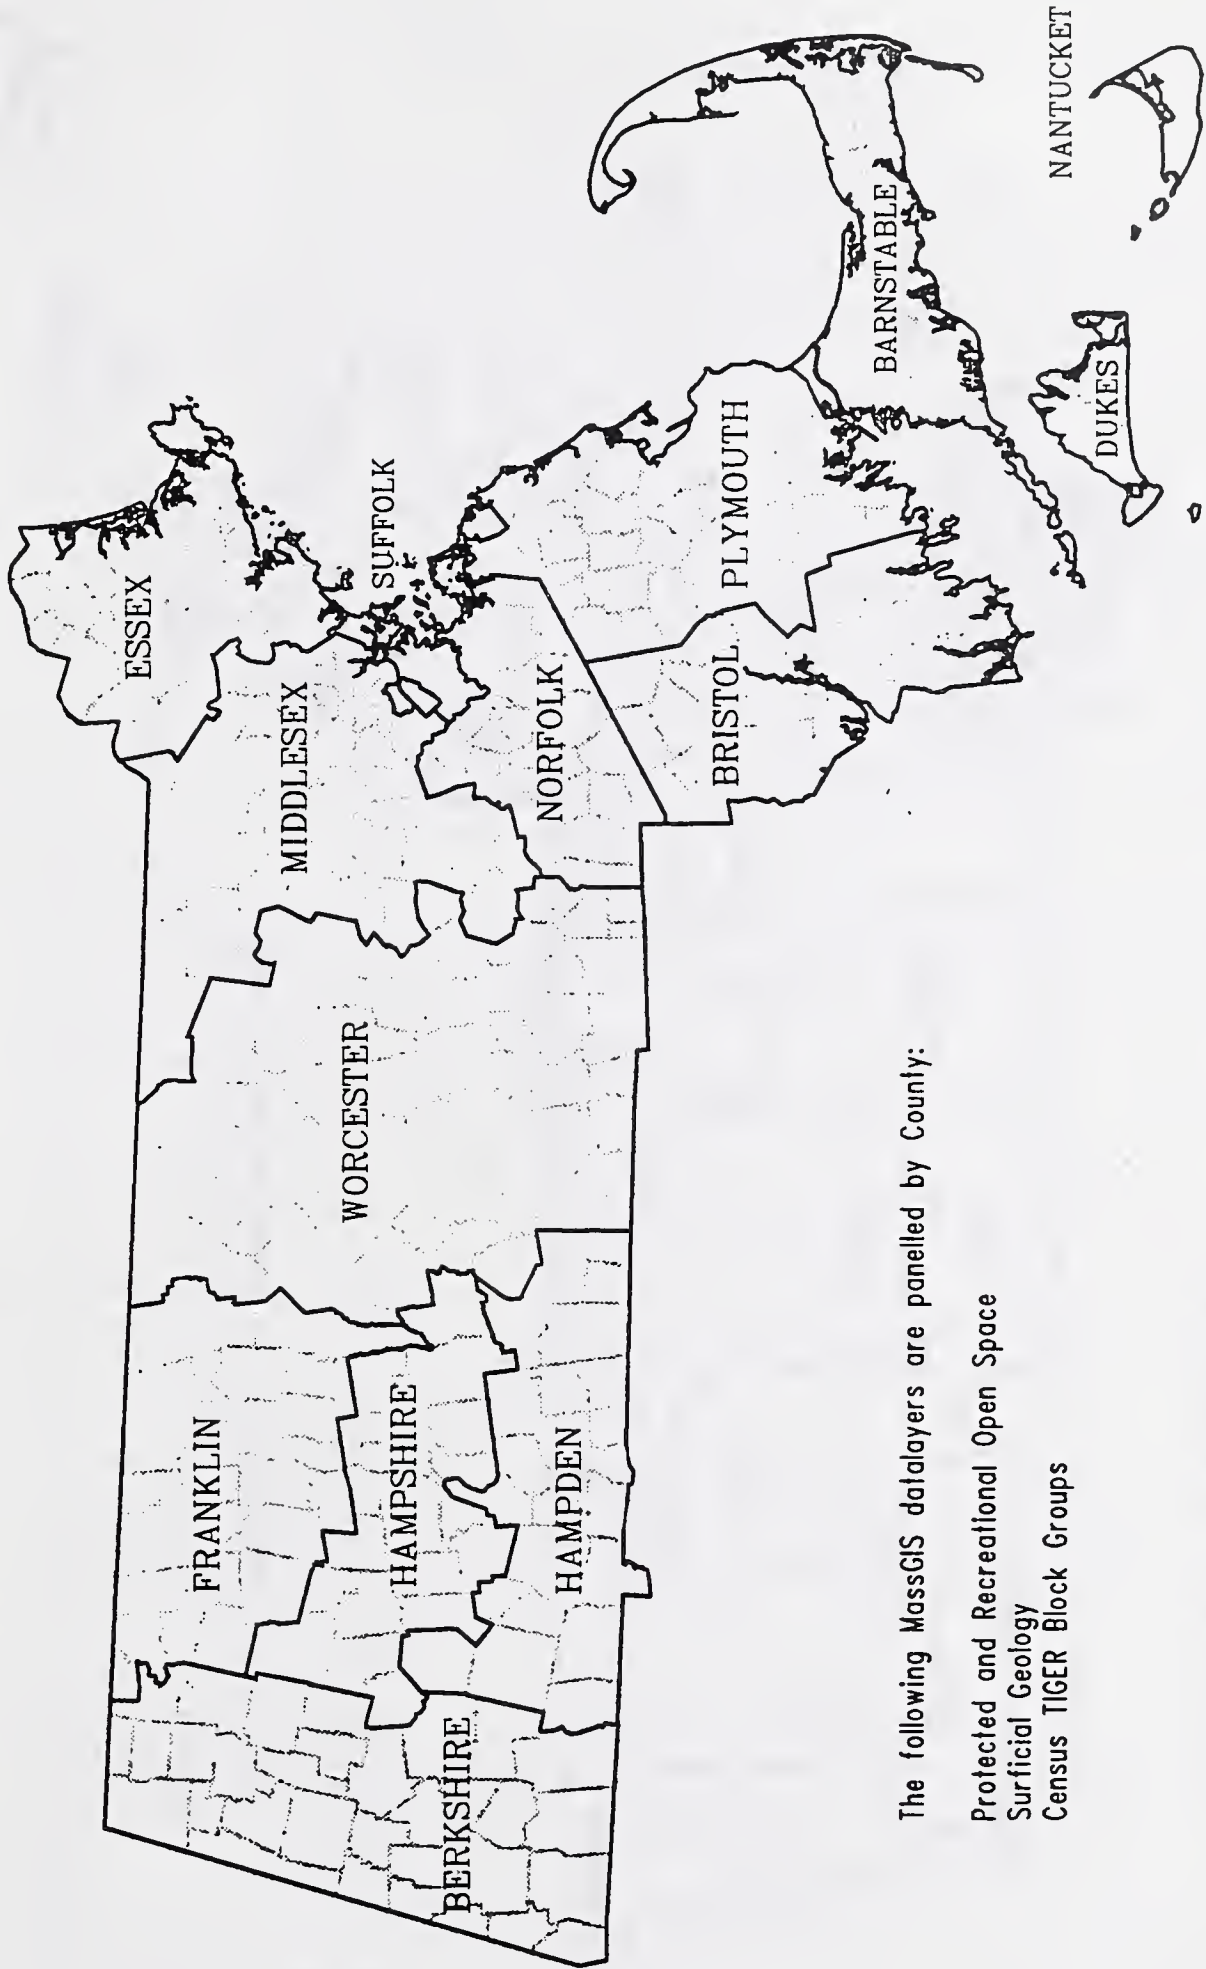 ESSEX
MIDDLESEX
SUFFOLK
FRANKLIN
WORCESTER
HAMPSHIRE
NORFOLK
BERKSHIRE
HAMPDEN
BRISTOL
PLYMOUTH
BARNSTABLE
DUKES
NANTUCKET
The following MassGIS datalayers are panelled by County:
Protected and Recreational Open Space
Surficial Geology
Census TIGER Block Groups